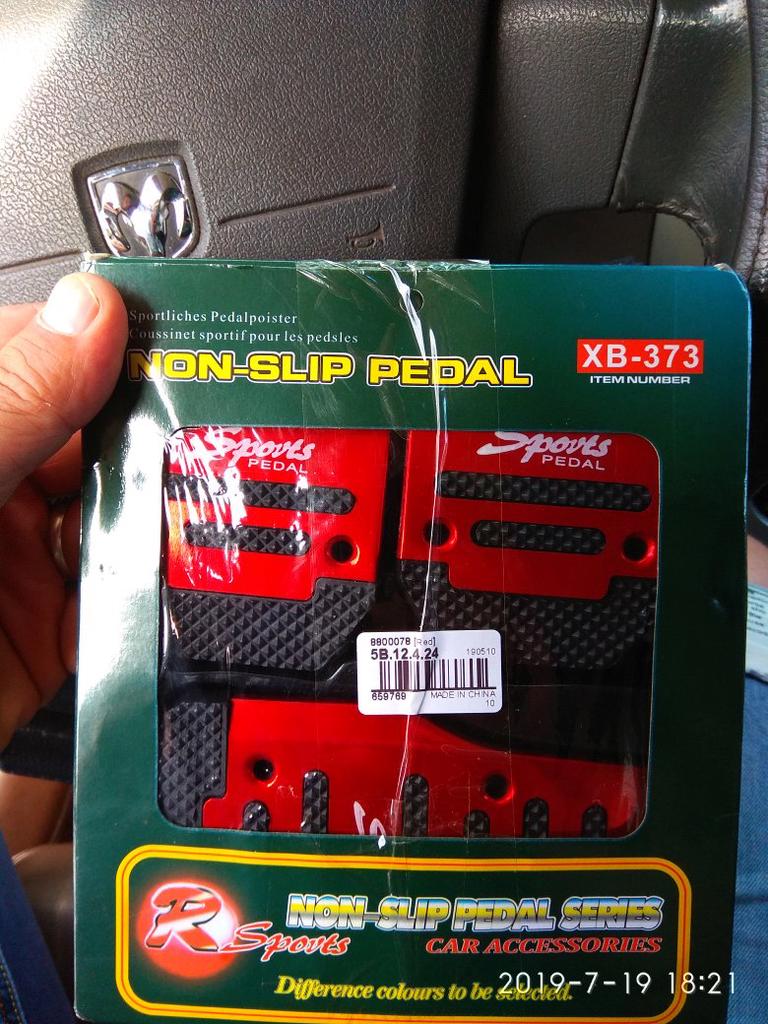 Sportliches Pedalpoister
Coussinet sportif pour les pedsles
NON-SLIP PEDAL
XB-373
ITEM NUMBER
Sports
PEDAL
Sports
PEDAL
8800078 [Red]
5B.12.4.24
190510
659769
MADE IN CHINA
10
R
Sports
NON-SLIP PEDAL SERIES
CAR ACCESSORIES
Difference colours to be selected.
2019-7-19 18:21